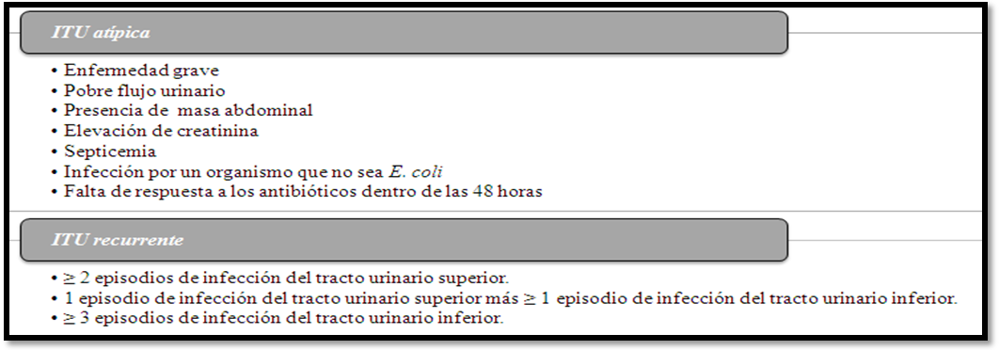 ITU atípica
• Enfermedad grave
• Pobre flujo urinario
• Presencia de masa abdominal
• Elevación de creatinina
• Septicemia
• Infección por un organismo que no sea E. coli
• Falta de respuesta a los antibióticos dentro de las 48 horas
ITU recurrente
• ≥ 2 episodios de infección del tracto urinario superior.
• 1 episodio de infección del tracto urinario superior más ≥ 1 episodio de infección del tracto urinario inferior.
• ≥ 3 episodios de infección del tracto urinario inferior.